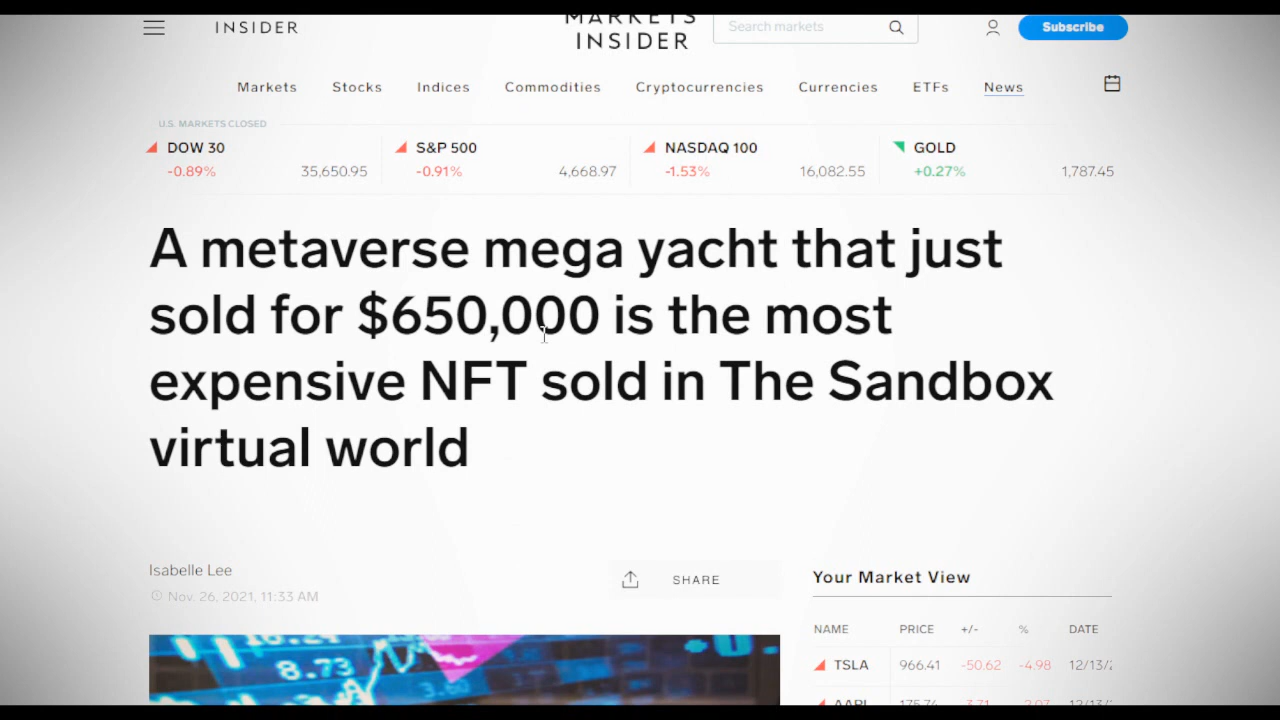 INSIDER
MARKETS
INSIDER
Search markets
Subscribe
Markets Stocks Indices Commodities Cryptocurrencies Currencies ETFs News
U.S. MARKETS CLOSED
DOW 30 S&P 500 NASDAQ 100 GOLD
-0.89% 35,650.95 -0.91% 4,668.97 -1.53% 16,082.55 +0.27% 1,787.45
A metaverse mega yacht that just
sold for $650,000 is the most
expensive NFT sold in The Sandbox
virtual world
Isabelle Lee
Nov. 26, 2021, 11:33 AM
SHARE
Your Market View
NAME PRICE +/- % DATE
TSLA 966.41 -50.62 -4.98 12/13/
8.73
3.60